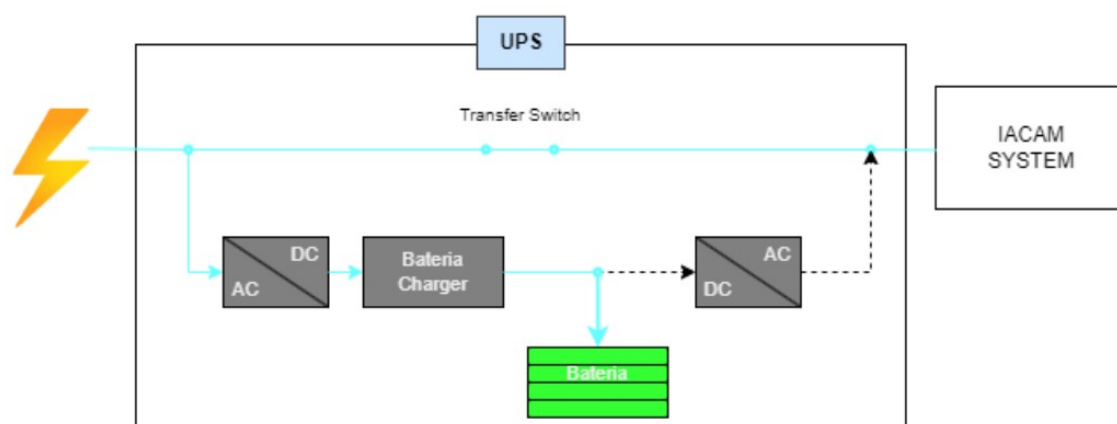 UPS
Transfer Switch
IACAM
SYSTEM
DC
AC
Bateria
Charger
AC
DC
Bateria